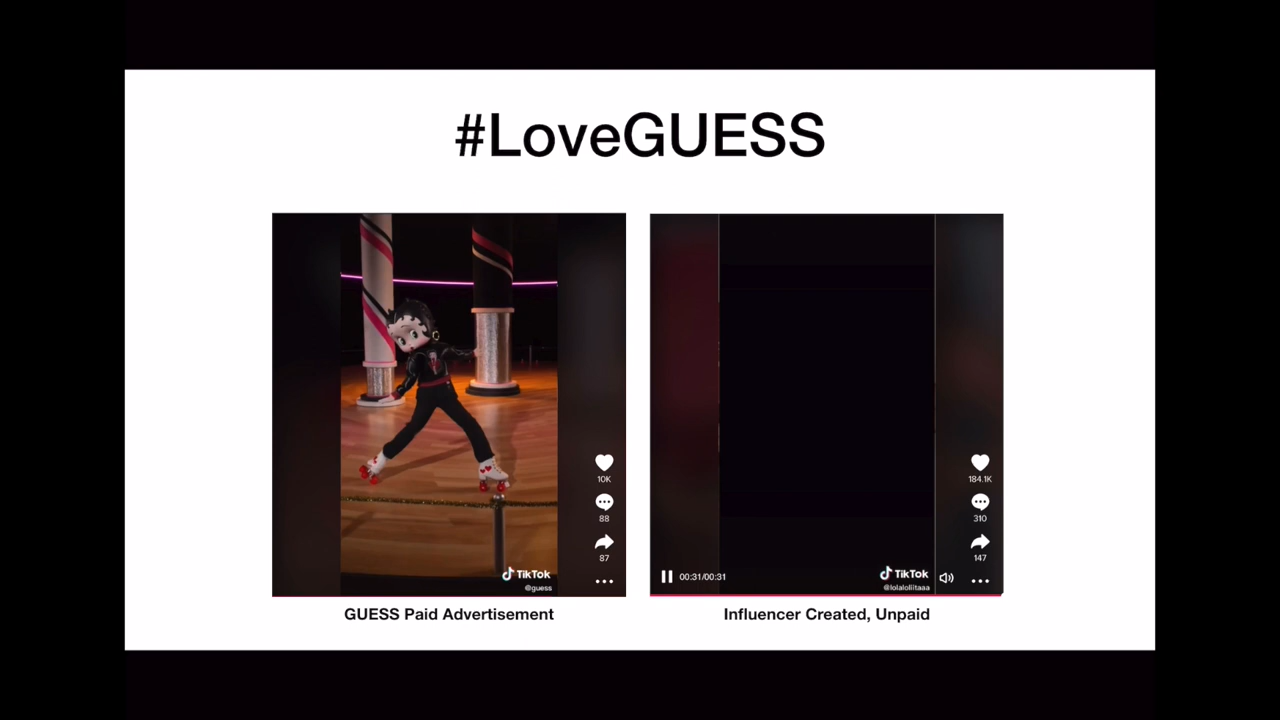 #LoveGUESS
10K
88
87
TikTok
@guess
184.1K
310
147
00:31/00:31
TikTok
@lolaloliitaaa
GUESS Paid Advertisement
Influencer Created, Unpaid